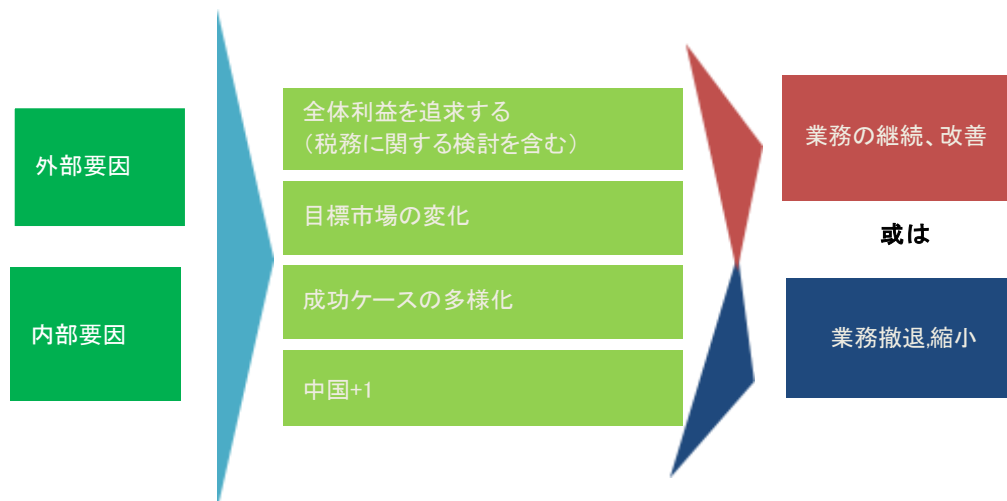 外部要因
内部要因
全体利益を追求する
（税務に関する検討を含む）
目標市場の変化
成功ケースの多様化
中国+1
業務の継続、改善
或は
業務撤退,縮小